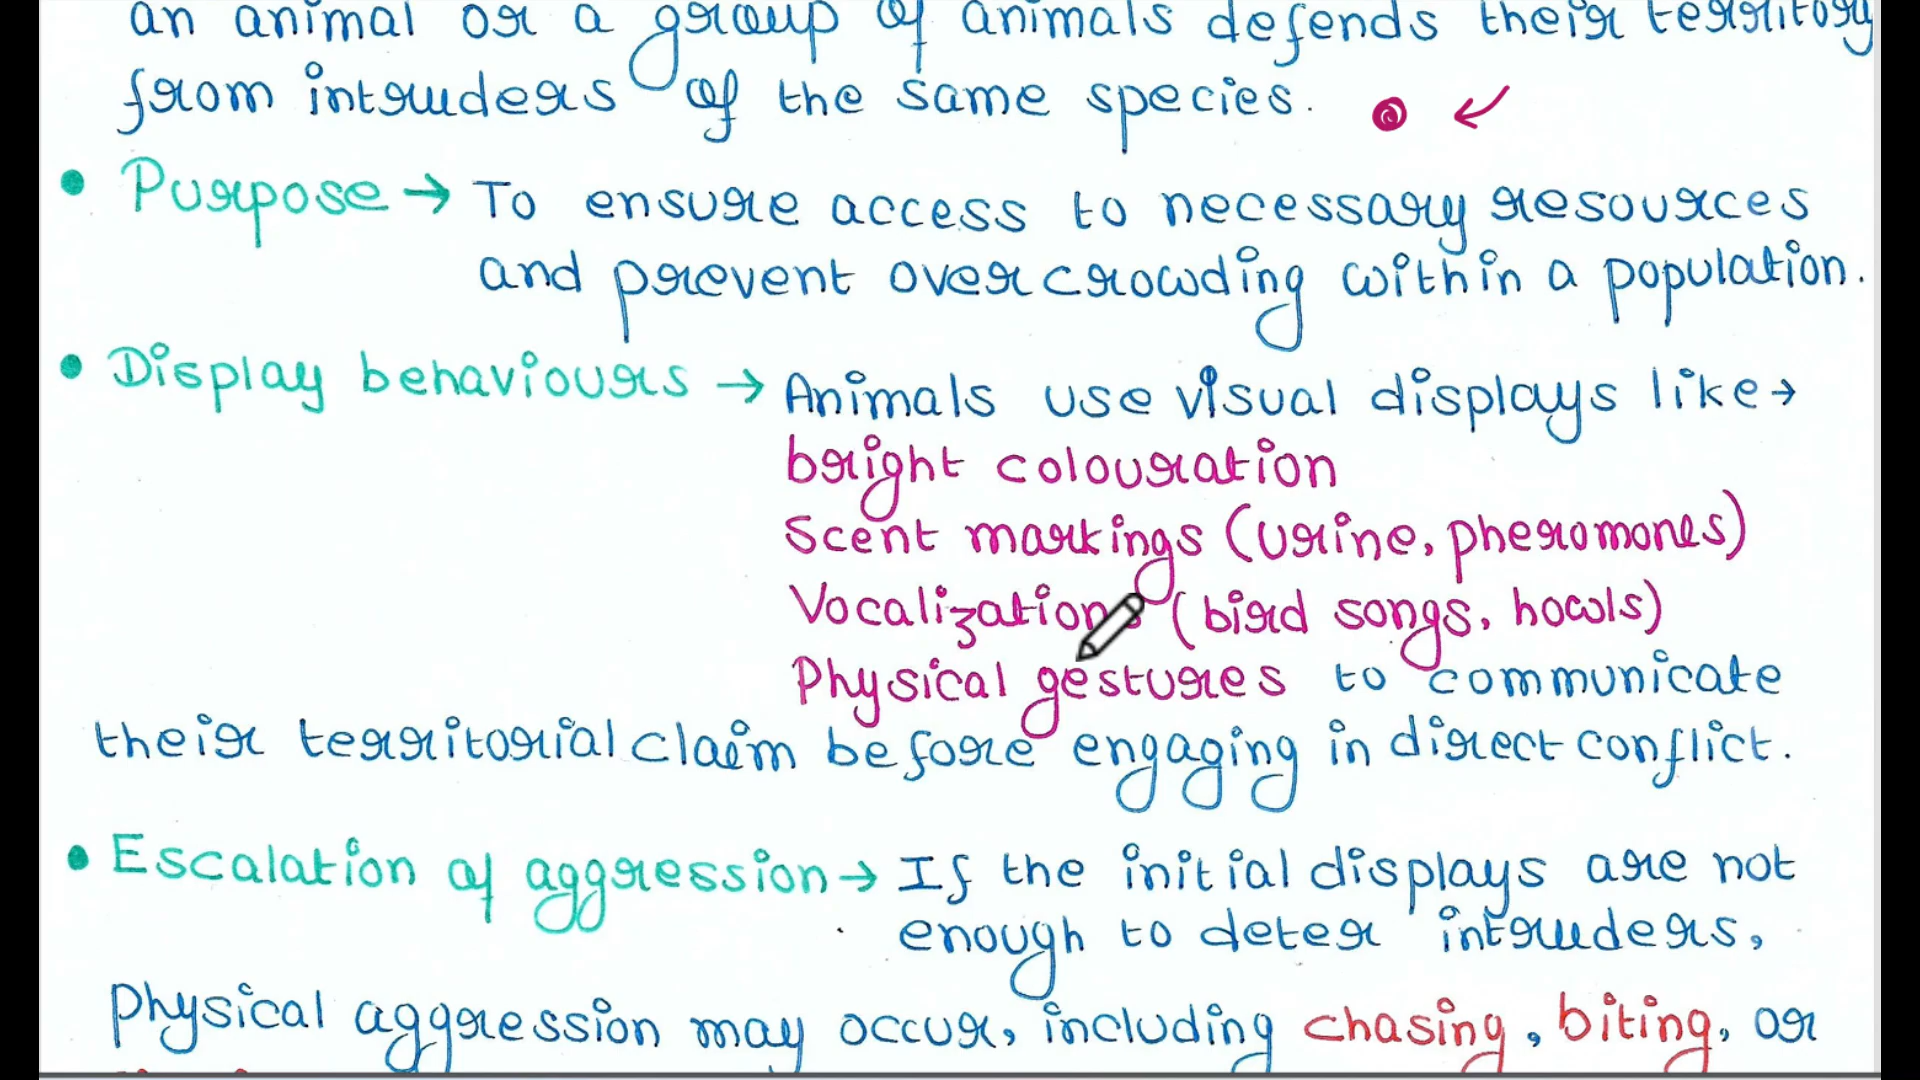 an animal or a group of animals defends their territory
from intruders of the same species.
• Purpose → To ensure access to necessary resources
and prevent overcrowding within a population.
• Display behaviours → Animals use visual displays like →
bright colouration
Scent markings (urine, pheromones)
Vocalizations (bird songs, howls)
Physical gestures to communicate
their territorial claim before engaging in direct conflict.
• Escalation of aggression → If the initial displays are not
enough to deter intruders,
Physical aggression may occur, including chasing, biting, or